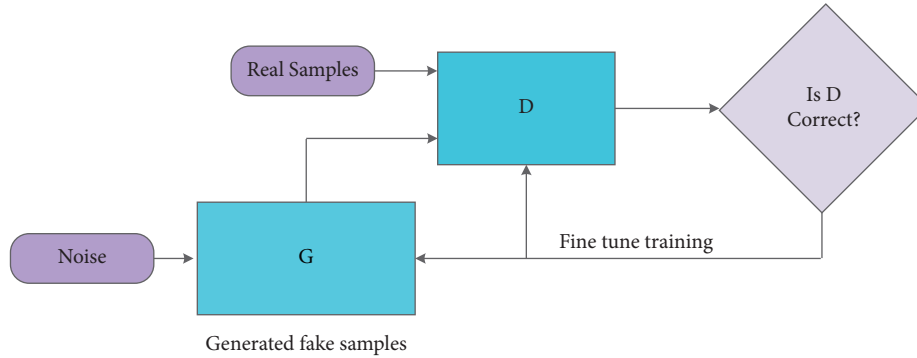 Real Samples
D
Is D
Correct?
Fine tune training
Noise
G
Generated fake samples